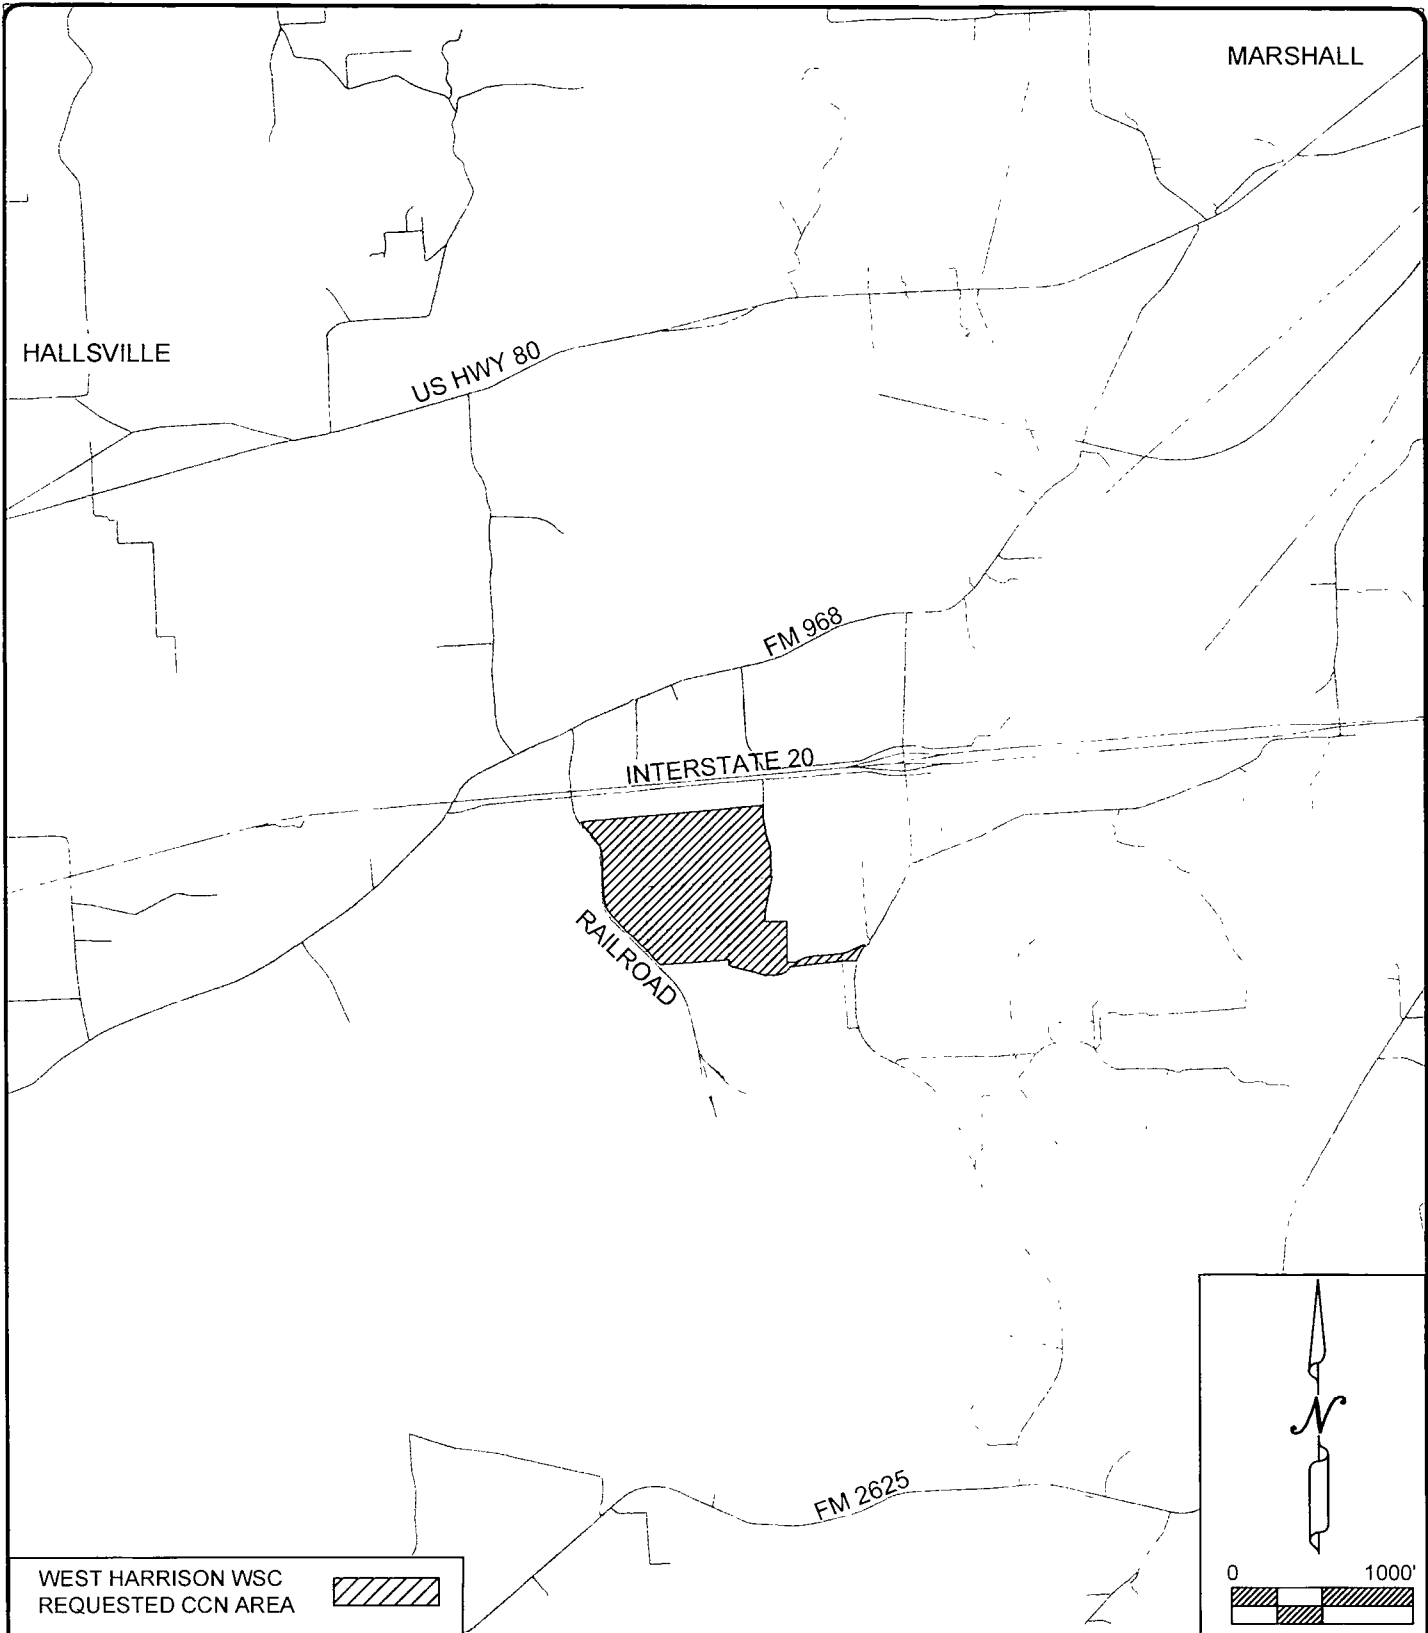 MARSHALL
HALLSVILLE
US HWY 80
FM 968
INTERSTATE 20
RAILROAD
FM 2625
N
0 1000'
WEST HARRISON WSC
REQUESTED CCN AREA